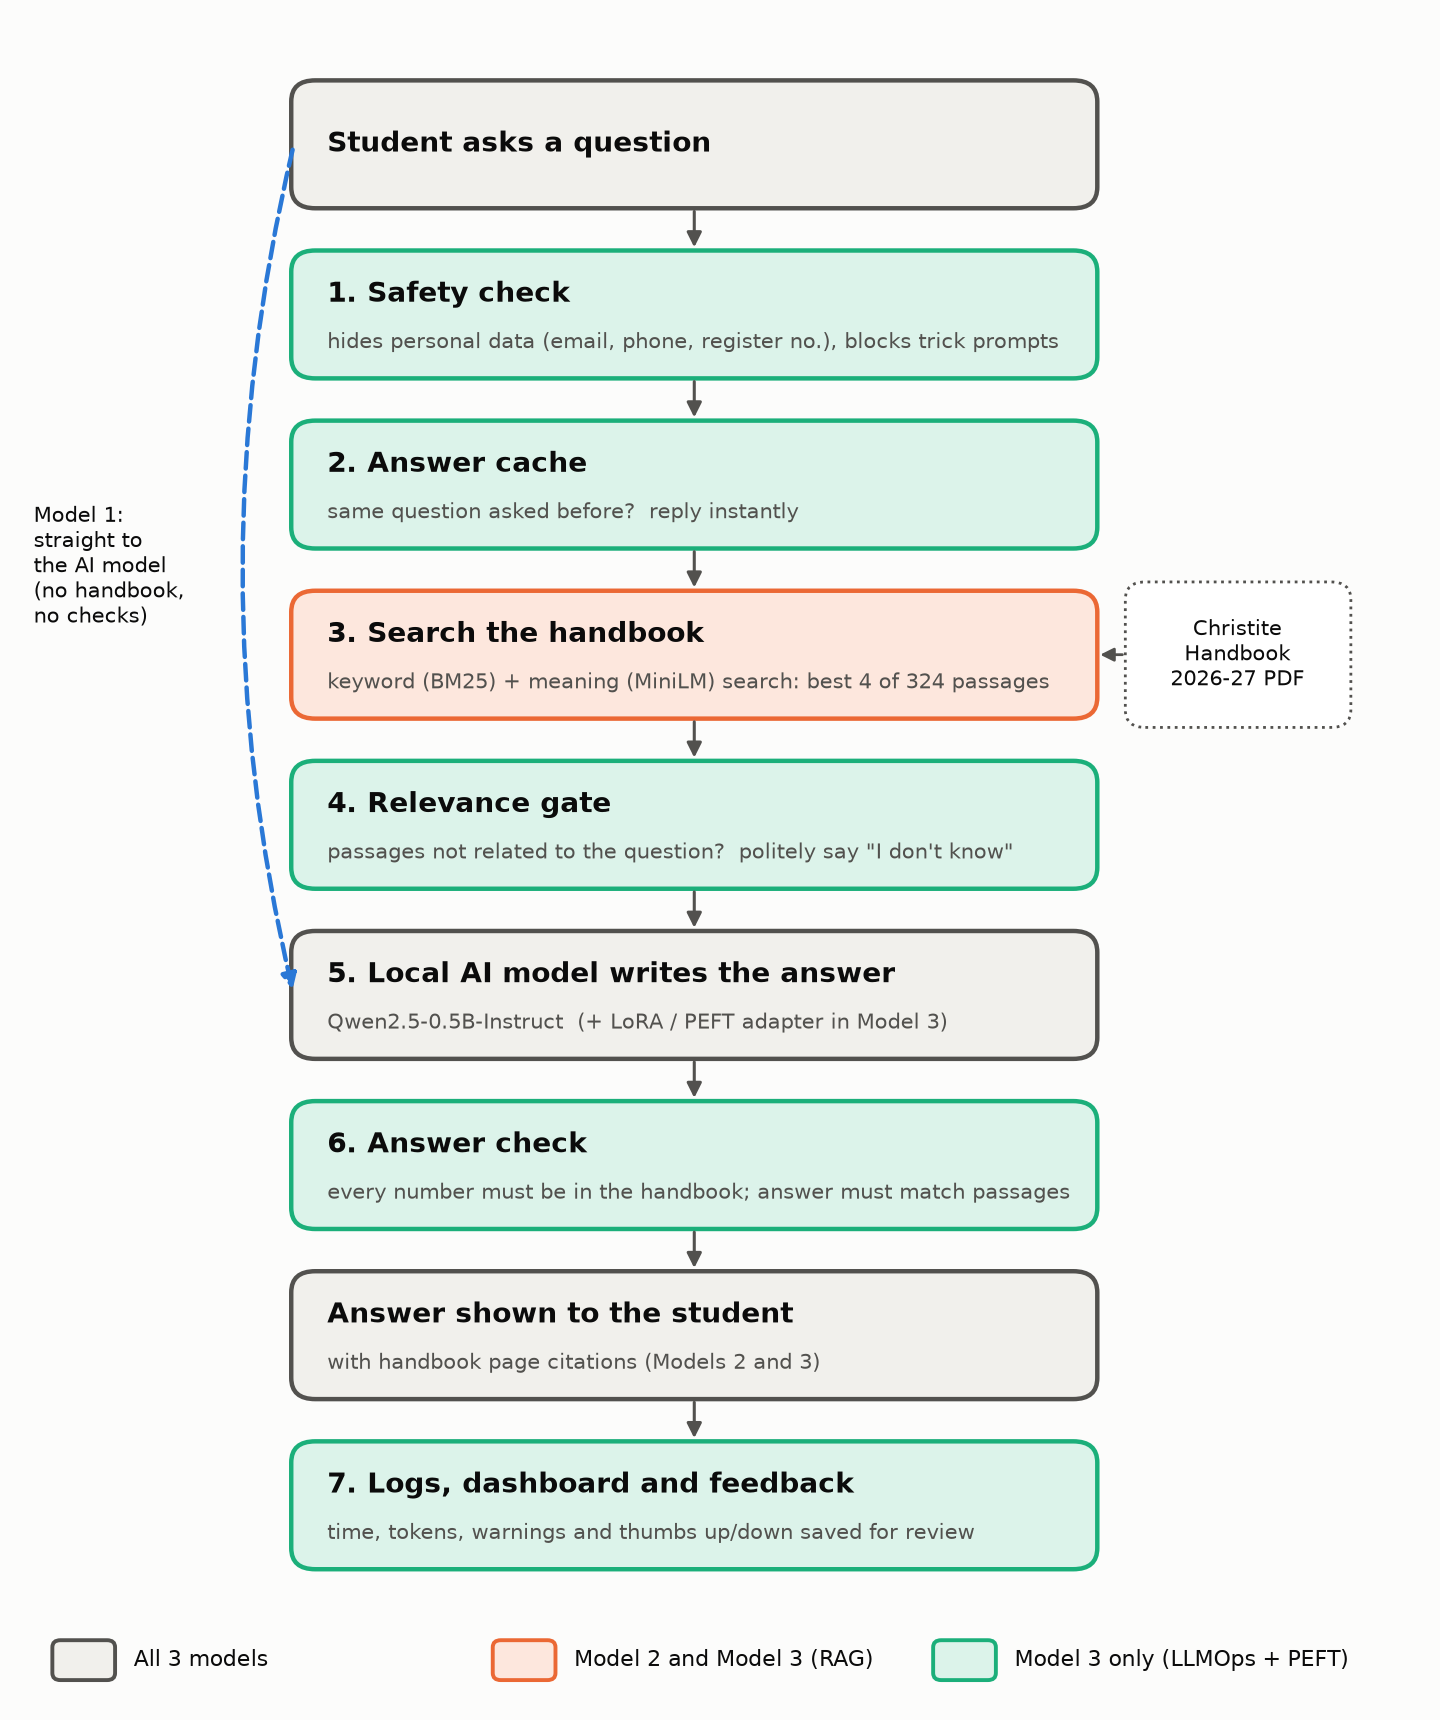 Student asks a question
1. Safety check
hides personal data (email, phone, register no.), blocks trick prompts
2. Answer cache
same question asked before?  reply instantly
Model 1:
straight to
the AI model
(no handbook,
no checks)
3. Search the handbook
keyword (BM25) + meaning (MiniLM) search: best 4 of 324 passages
Christite
Handbook
2026-27 PDF
4. Relevance gate
passages not related to the question?  politely say "I don't know"
5. Local AI model writes the answer
Qwen2.5-0.5B-Instruct  (+ LoRA / PEFT adapter in Model 3)
6. Answer check
every number must be in the handbook; answer must match passages
Answer shown to the student
with handbook page citations (Models 2 and 3)
7. Logs, dashboard and feedback
time, tokens, warnings and thumbs up/down saved for review
All 3 models
Model 2 and Model 3 (RAG)
Model 3 only (LLMOps + PEFT)